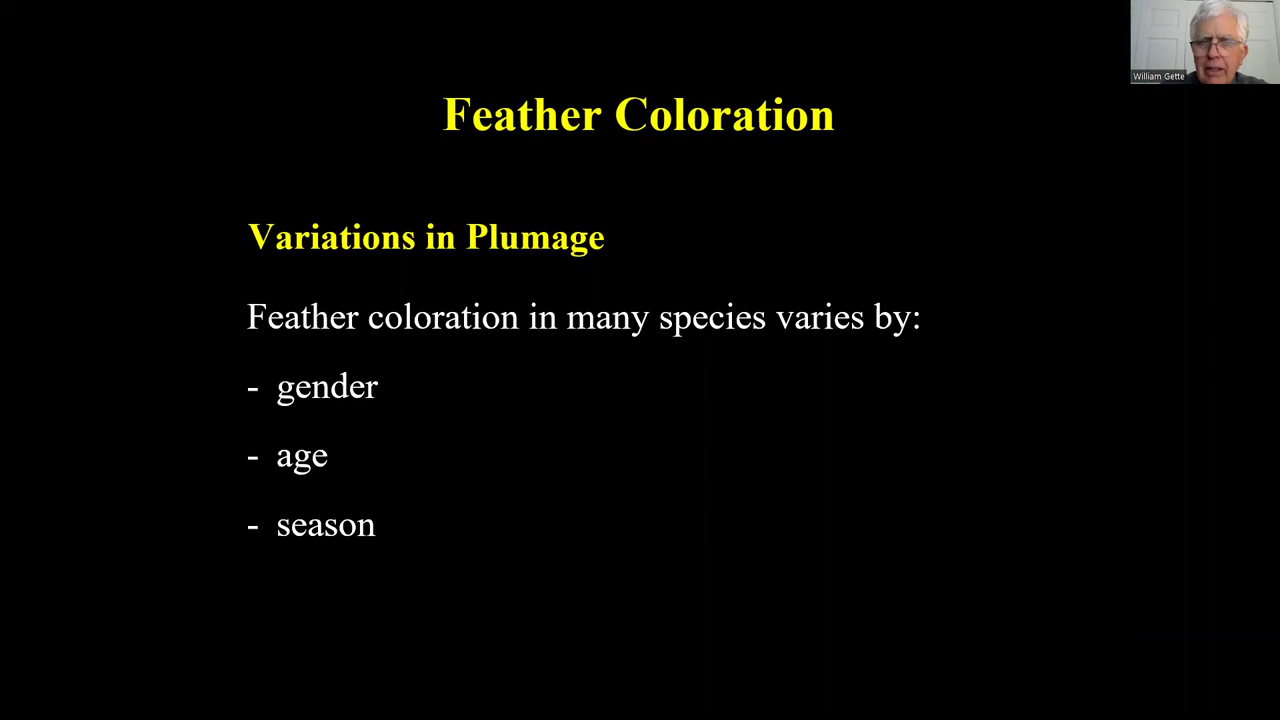 William Gette
Feather Coloration
Variations in Plumage
Feather coloration in many species varies by:
- gender
- age
- season